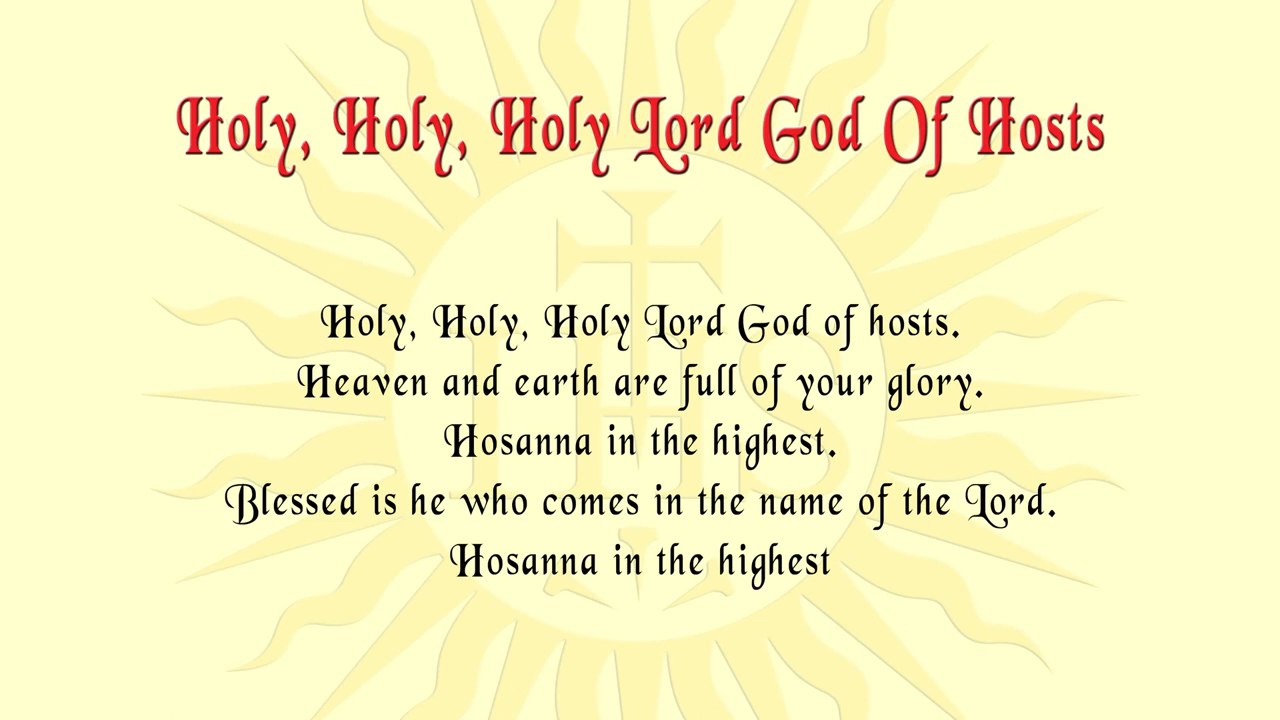 Holy, Holy, Holy Lord God Of Hosts
IHS
Holy, Holy, Holy Lord God of hosts.
Heaven and earth are full of your glory.
Hosanna in the highest.
Blessed is he who comes in the name of the Lord.
Hosanna in the highest